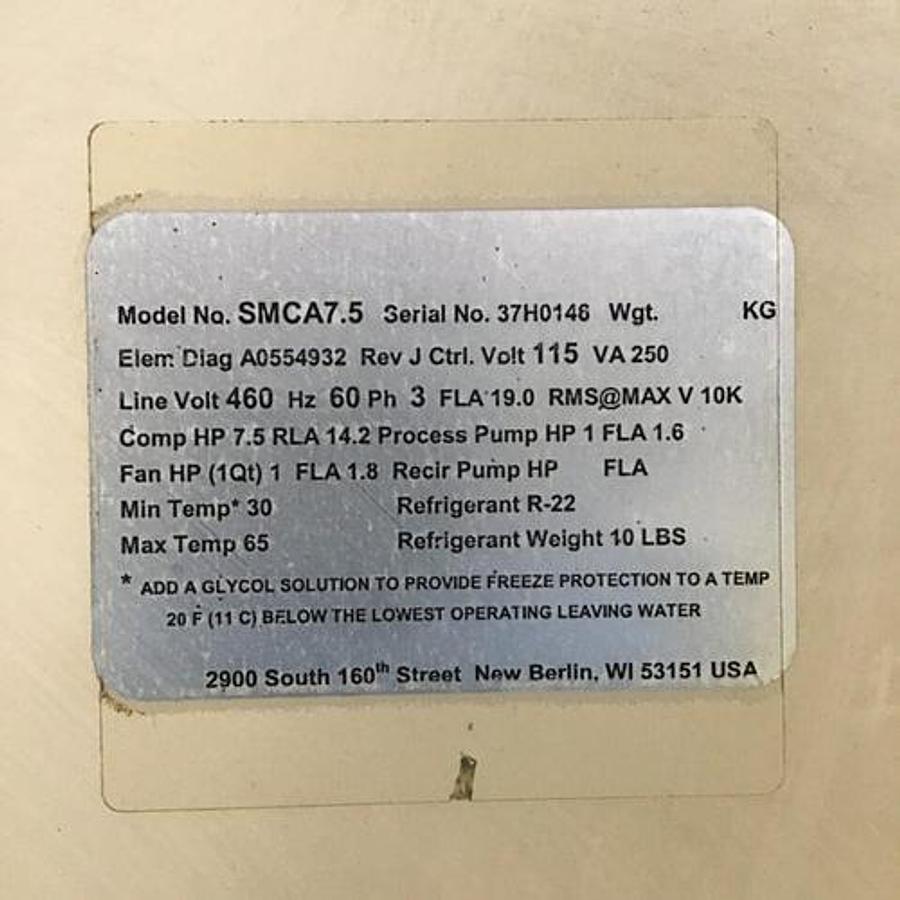 Model No. SMCA7.5 Serial No. 37H0146 Wgt. KG
Elem Diag A0554932 Rev J Ctrl. Volt 115 VA 250
Line Volt 460 Hz 60 Ph 3 FLA 19.0 RMS@MAX V 10K
Comp HP 7.5 RLA 14.2 Process Pump HP 1 FLA 1.6
Fan HP (1Qt) 1 FLA 1.8 Recir Pump HP FLA
Min Temp* 30 Refrigerant R-22
Max Temp 65 Refrigerant Weight 10 LBS
* ADD A GLYCOL SOLUTION TO PROVIDE FREEZE PROTECTION TO A TEMP
20 F (11 C) BELOW THE LOWEST OPERATING LEAVING WATER
2900 South 160th Street New Berlin, WI 53151 USA